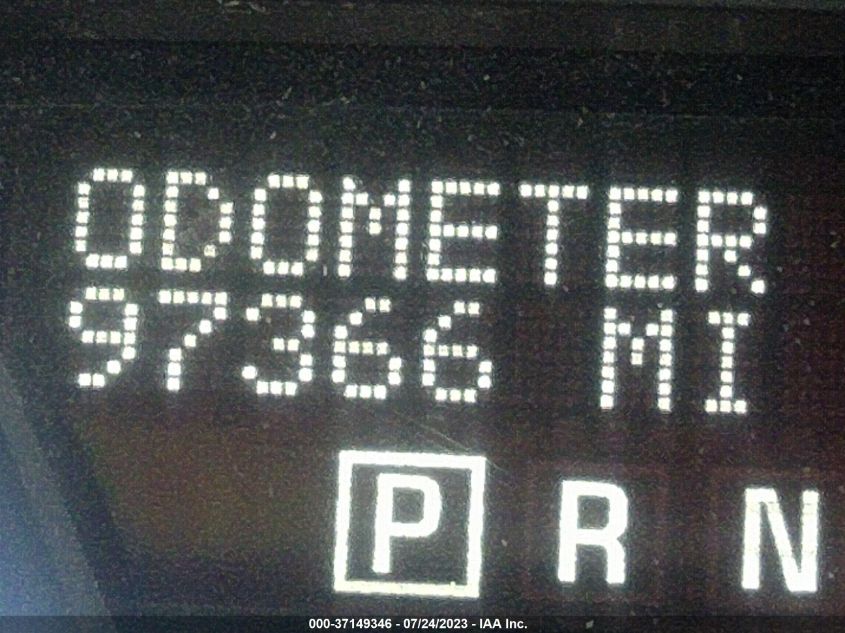 ODOMETER
97366 MI
P R N
000-37149346 - 07/24/2023 - IAA Inc.